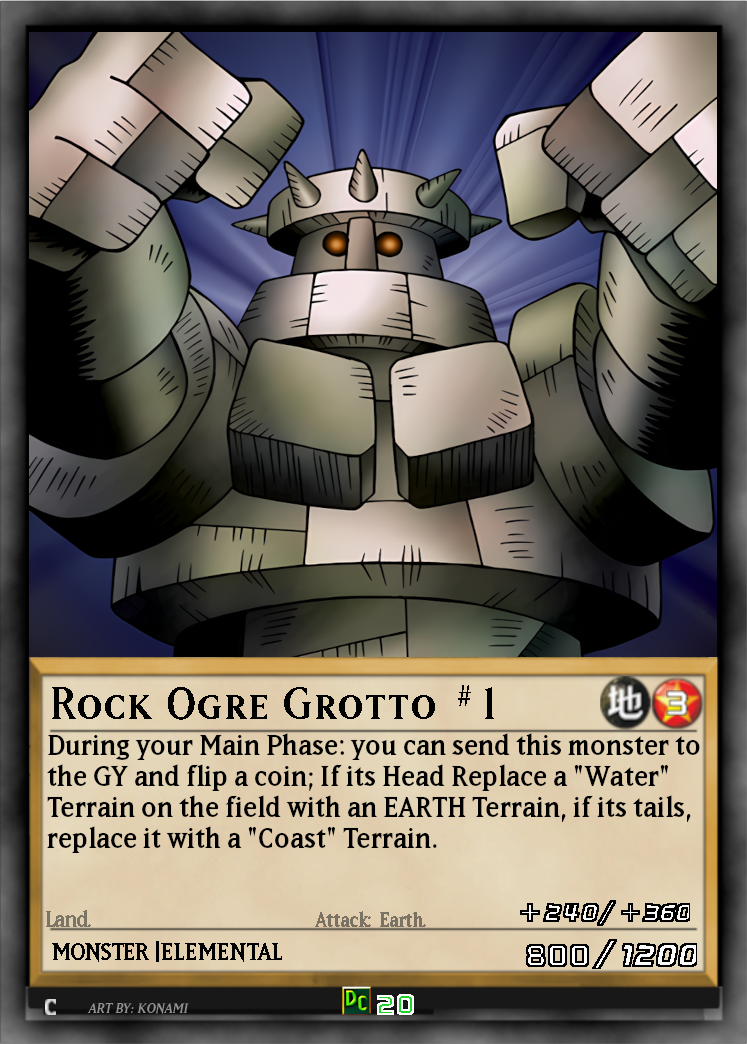 Rock Ogre Grotto #1
地 3
During your Main Phase: you can send this monster to
the GY and flip a coin; If its Head Replace a "Water"
Terrain on the field with an EARTH Terrain, if its tails,
replace it with a "Coast" Terrain.
Land. Attack: Earth. +240/+360
MONSTER |ELEMENTAL 800/1200
C ART BY: KONAMI DC 20